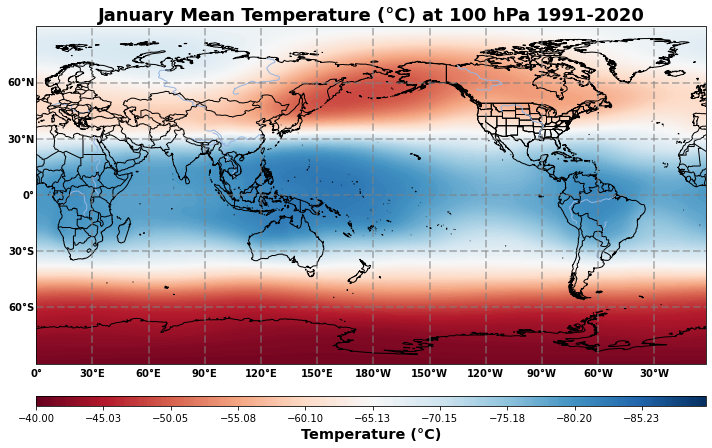 January Mean Temperature (°C) at 100 hPa 1991-2020
60°N
30°N
0°
30°S
60°S
0° 30°E 60°E 90°E 120°E 150°E 180°W 150°W 120°W 90°W 60°W 30°W
−40.00 −45.03 −50.05 −55.08 −60.10 −65.13 −70.15 −75.18 −80.20 −85.23
Temperature (°C)